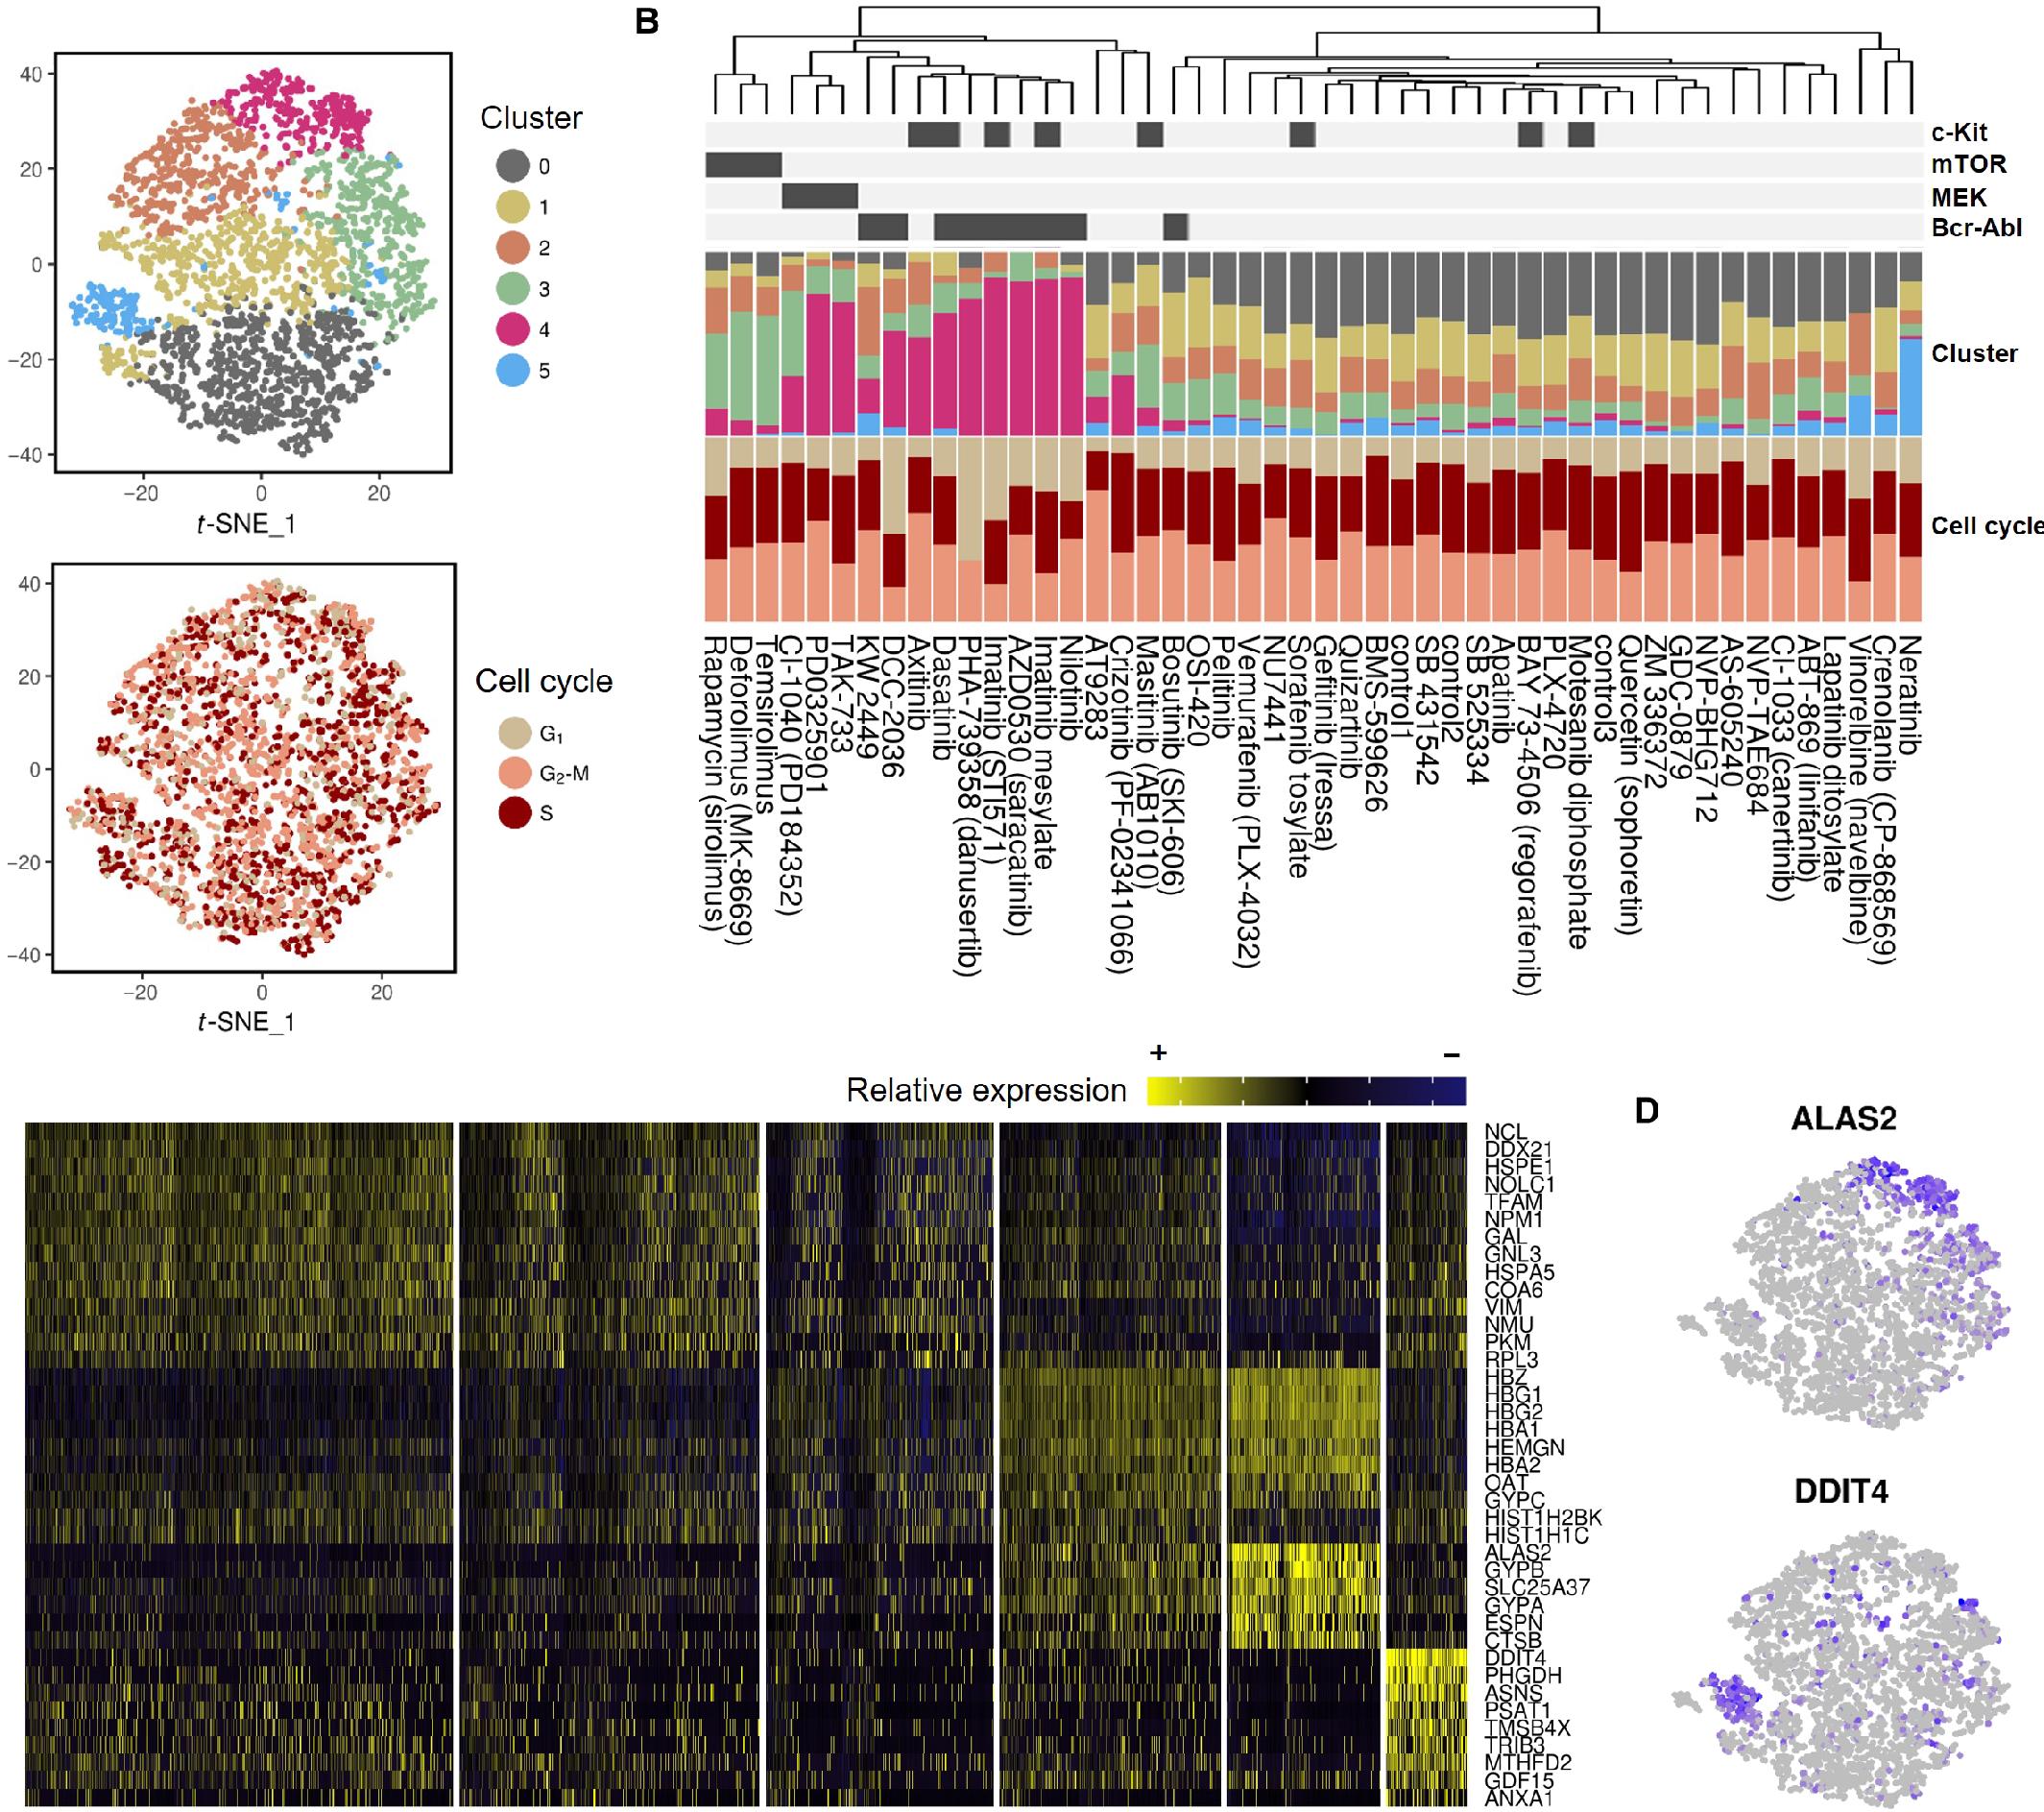 B
40
20
0
−20
−40
−20
0
20
t-SNE_1
Cluster
0
1
2
3
4
5
40
20
0
−20
−40
−20
0
20
t-SNE_1
Cell cycle
G1
G2-M
S
c-Kit
mTOR
MEK
Bcr-Abl
Cluster
Cell cycle
Rapamycin (sirolimus)
Deforolimus (MK-8669)
Temsirolimus
CI-1040 (PD184352)
PD0325901
TAK-733
KW 2449
DCC-2036
Axitinib
Dasatinib
PHA-739358 (danusertib)
Imatinib (STI571)
AZD0530 (saracatinib)
Imatinib mesylate
Nilotinib
AT9283
Crizotinib (PF-02341066)
Masitinib (AB1010)
Bosutinib (SKI-606)
OSI-420
Pelitinib
Vemurafenib (PLX-4032)
NU7441
Sorafenib tosylate
Gefitinib (Iressa)
Quizartinib
BMS-599626
control1
SB 431542
control2
SB 525334
Apatinib
BAY 73-4506 (regorafenib)
PLX-4720
Motesanib diphosphate
control3
Quercetin (sophoretin)
ZM 336372
GDC-0879
NVP-BHG712
AS-605240
NVP-TAE684
CI-1033 (canertinib)
ABT-869 (linifanib)
Lapatinib ditosylate
Vinorelbine (navelbine)
Crenolanib (CP-868569)
Neratinib
+
−
Relative expression
NCL
DDX21
HSPE1
NOLC1
TFAM
NPM1
GAL
GNL3
HSPA5
COA6
VIM
NMU
PKM
RPL3
HBZ
HBG1
HBG2
HBA1
HEMGN
HBA2
OAT
GYPC
HIST1H2BK
HIST1H1C
ALAS2
GYPB
SLC25A37
GYPA
ESPN
CTSB
DDIT4
PHGDH
ASNS
PSAT1
TMSB4X
TRIB3
MTHFD2
GDF15
ANXA1
D
ALAS2
DDIT4